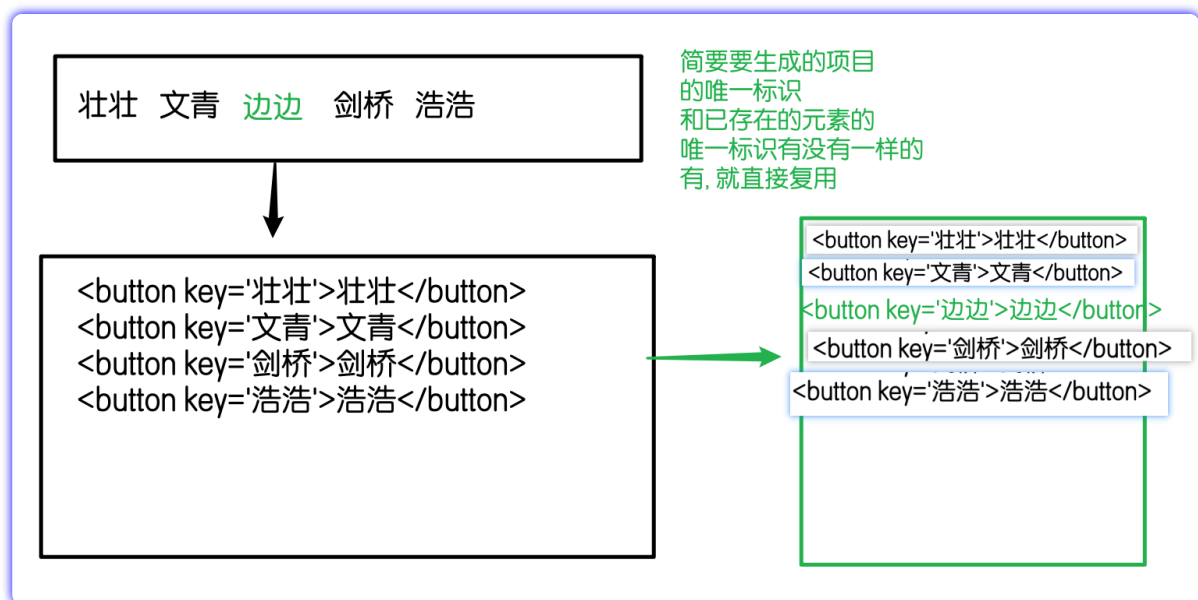 壮壮 文青 边边 剑桥 浩浩
简要要生成的项目
的唯一标识
和已存在的元素的
唯一标识有没有一样的
有, 就直接复用
<button key='壮壮'>壮壮</button>
<button key='文青'>文青</button>
<button key='剑桥'>剑桥</button>
<button key='浩浩'>浩浩</button>
<button key='壮壮'>壮壮</button>
<button key='文青'>文青</button>
<button key='边边'>边边</button>
<button key='剑桥'>剑桥</button>
<button key='浩浩'>浩浩</button>